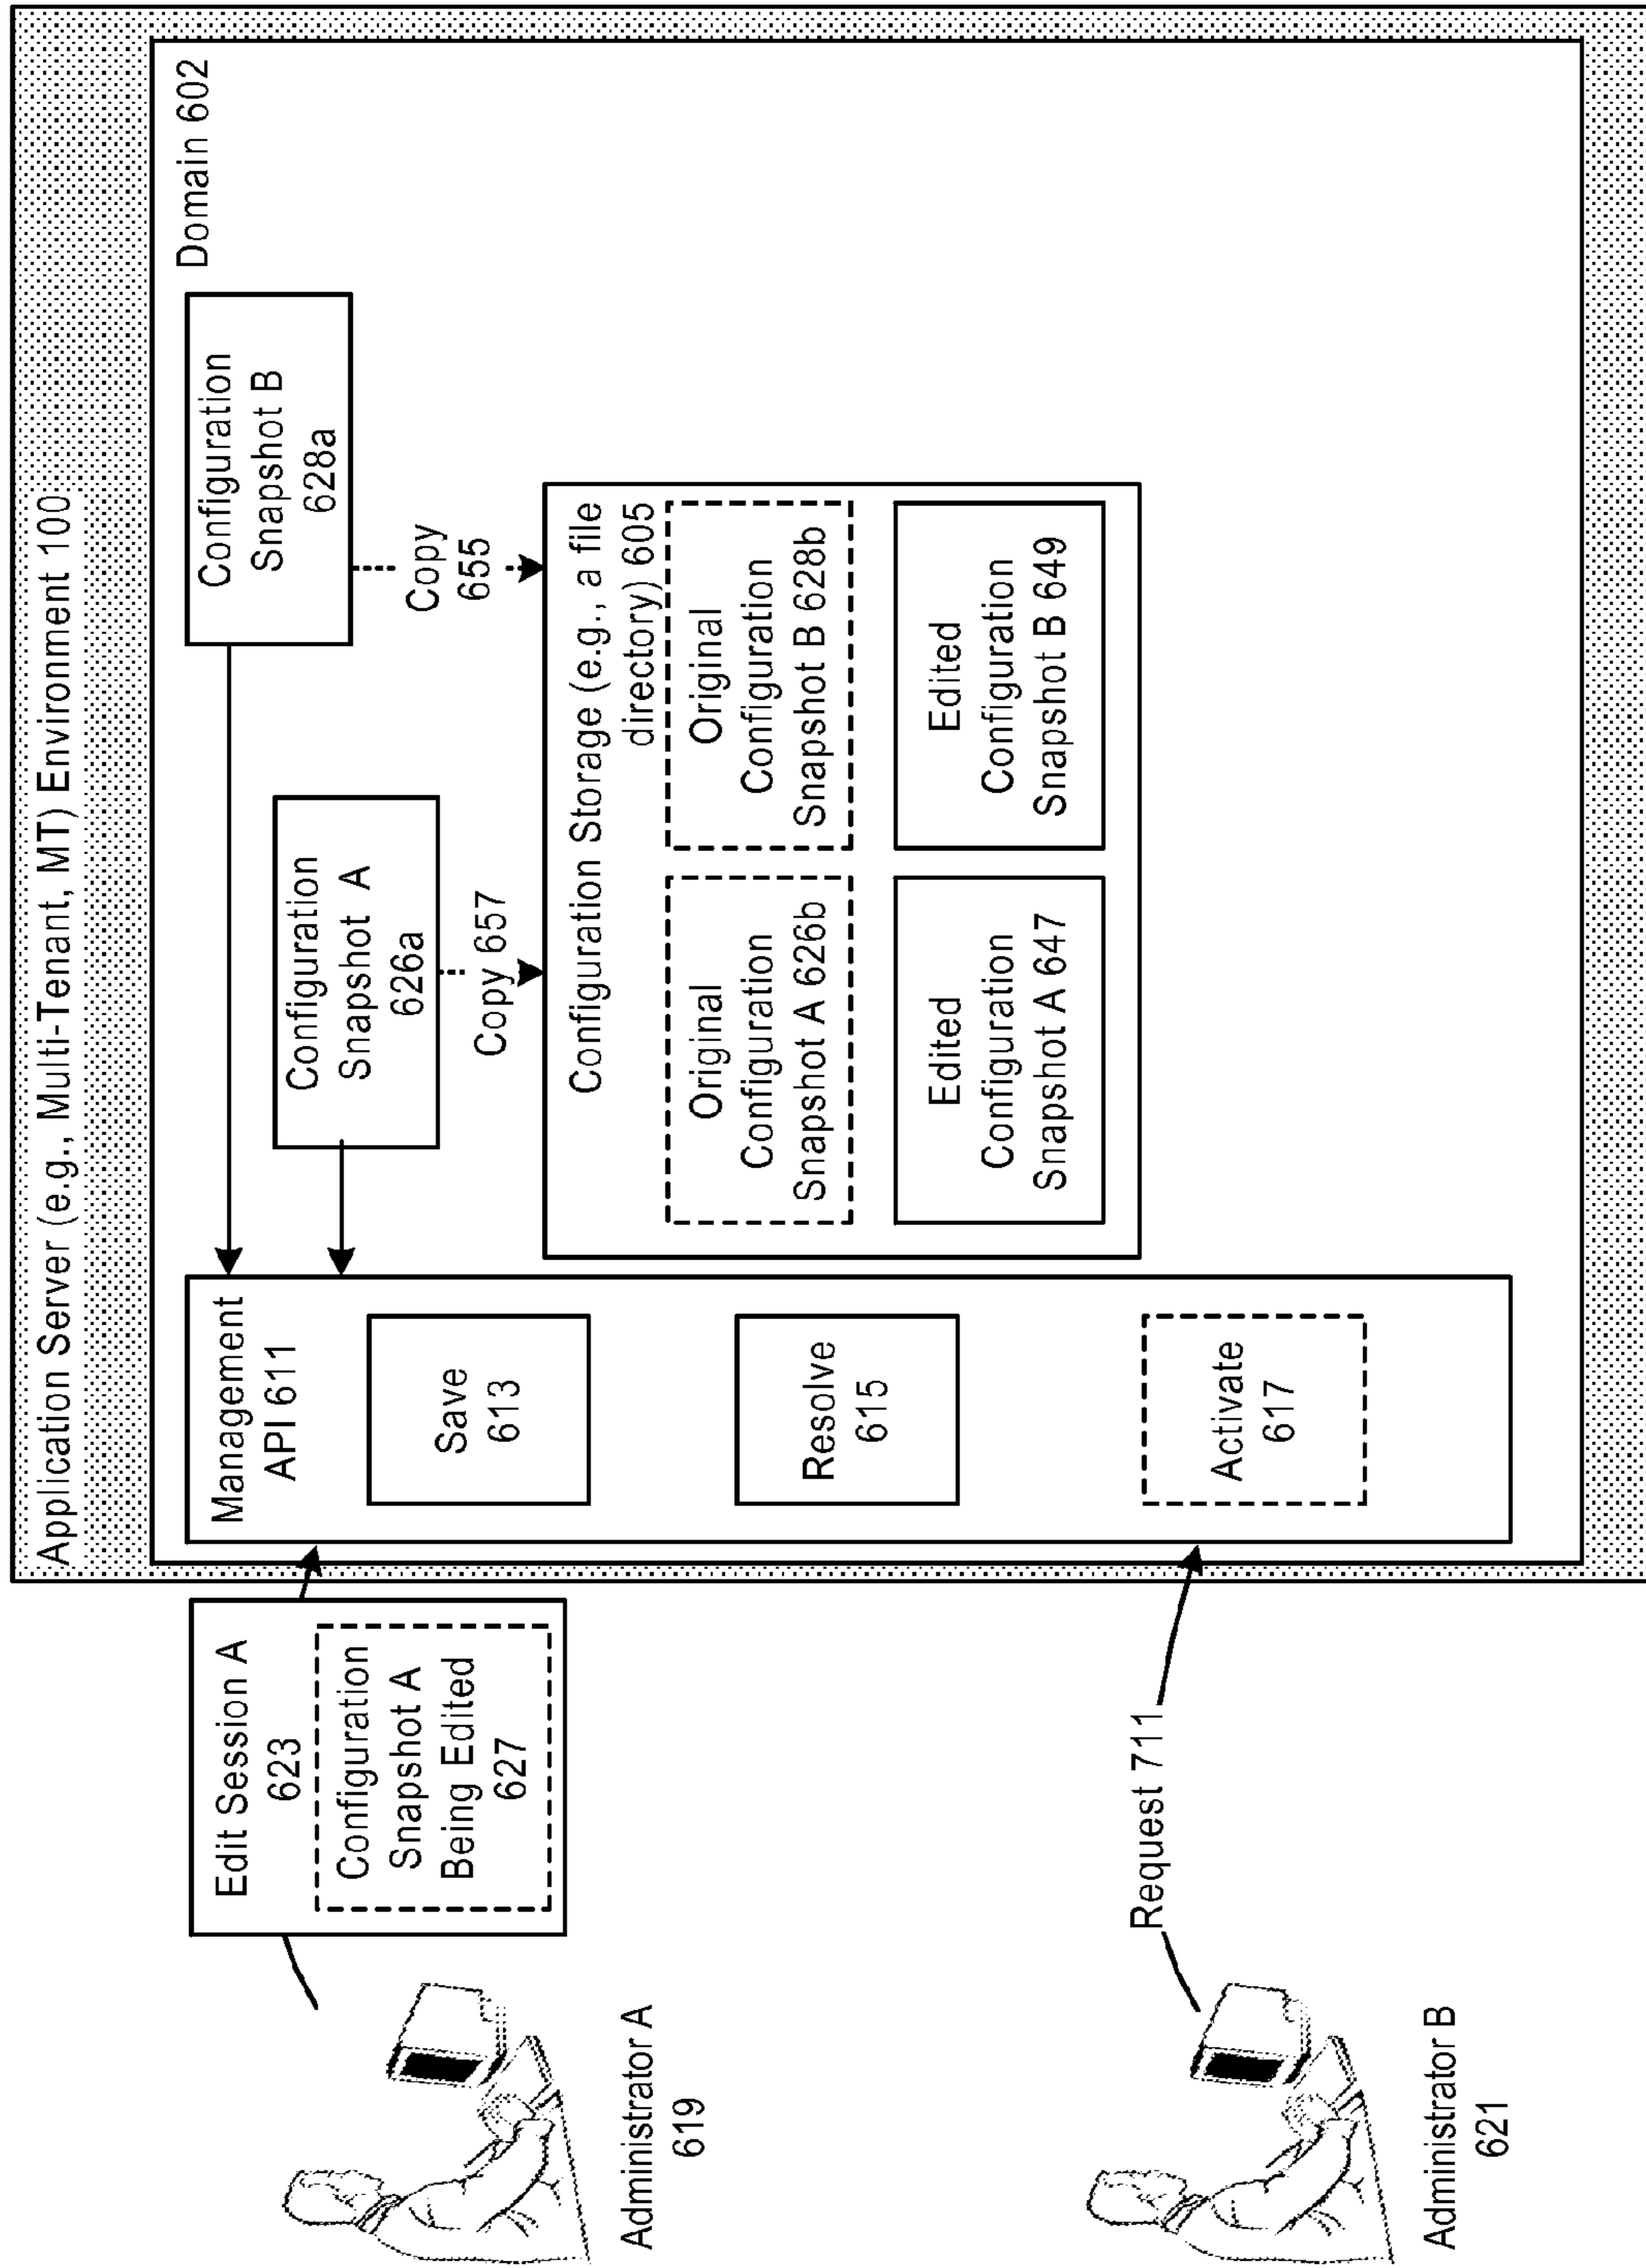 Application Server (e.g., Multi-Tenant, MT) Environment 100
Domain 602
Edit Session A
623
Configuration
Snapshot A
Being Edited
627
Management
API 611
Save
613
Resolve
615
Activate
617
Configuration
Snapshot A
626a
Configuration
Snapshot B
628a
Copy 657
Copy
655
Configuration Storage (e.g., a file
directory) 605
Original
Configuration
Snapshot A 626b
Original
Configuration
Snapshot B 628b
Edited
Configuration
Snapshot A 647
Edited
Configuration
Snapshot B 649
Administrator A
619
Request 711
Administrator B
621